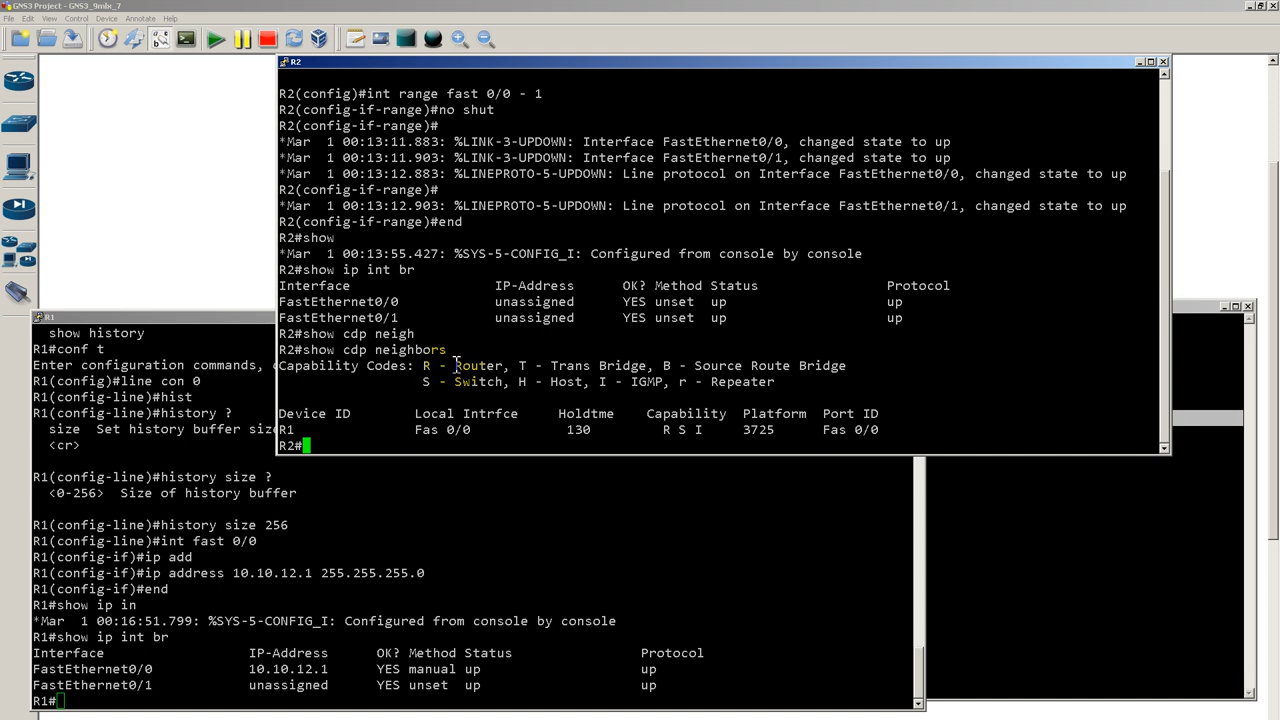 GNS3 Project - GNS3_9mlx_7
File Edit View Control Device Annotate Help
R2
R2(config)#int range fast 0/0 - 1
R2(config-if-range)#no shut
R2(config-if-range)#
*Mar  1 00:13:11.883: %LINK-3-UPDOWN: Interface FastEthernet0/0, changed state to up
*Mar  1 00:13:11.903: %LINK-3-UPDOWN: Interface FastEthernet0/1, changed state to up
*Mar  1 00:13:12.883: %LINEPROTO-5-UPDOWN: Line protocol on Interface FastEthernet0/0, changed state to up
R2(config-if-range)#
*Mar  1 00:13:12.903: %LINEPROTO-5-UPDOWN: Line protocol on Interface FastEthernet0/1, changed state to up
R2(config-if-range)#end
R2#show
*Mar  1 00:13:55.427: %SYS-5-CONFIG_I: Configured from console by console
R2#show ip int br
Interface IP-Address OK? Method Status Protocol
FastEthernet0/0 unassigned YES unset up up
FastEthernet0/1 unassigned YES unset up up
R2#show cdp neigh
R2#show cdp neighbors
Capability Codes: R - Router, T - Trans Bridge, B - Source Route Bridge
S - Switch, H - Host, I - IGMP, r - Repeater
Device ID Local Intrfce Holdtme Capability Platform Port ID
R1 Fas 0/0 130 R S I 3725 Fas 0/0
R2#
R1
show history
R1#conf t
Enter configuration commands, one per
R1(config)#line con 0
R1(config-line)#hist
R1(config-line)#history ?
size  Set history buffer siz
<cr>
R1(config-line)#history size ?
<0-256>  Size of history buffer
R1(config-line)#history size 256
R1(config-line)#int fast 0/0
R1(config-if)#ip add
R1(config-if)#ip address 10.10.12.1 255.255.255.0
R1(config-if)#end
R1#show ip in
*Mar  1 00:16:51.799: %SYS-5-CONFIG_I: Configured from console by console
R1#show ip int br
Interface IP-Address OK? Method Status Protocol
FastEthernet0/0 10.10.12.1 YES manual up up
FastEthernet0/1 unassigned YES unset up up
R1#